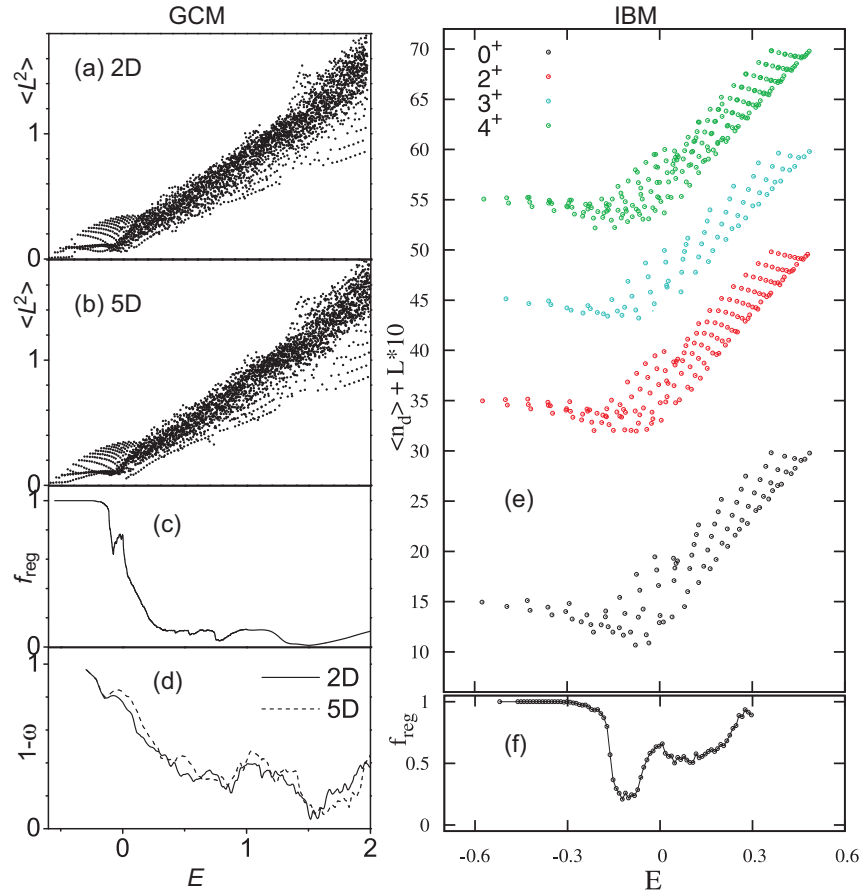 GCM
IBM
(a) 2D
<L²>
1
0
(b) 5D
<L²>
1
0
(c)
f_reg
1
0
(d)
2D
5D
1-ω
1
0
0
1
2
E
0⁺
2⁺
3⁺
4⁺
70
65
60
55
50
45
40
35
30
25
20
15
10
<n_d> + L*10
(e)
(f)
f_reg
1
0.5
0
-0.6
-0.3
0
0.3
0.6
E